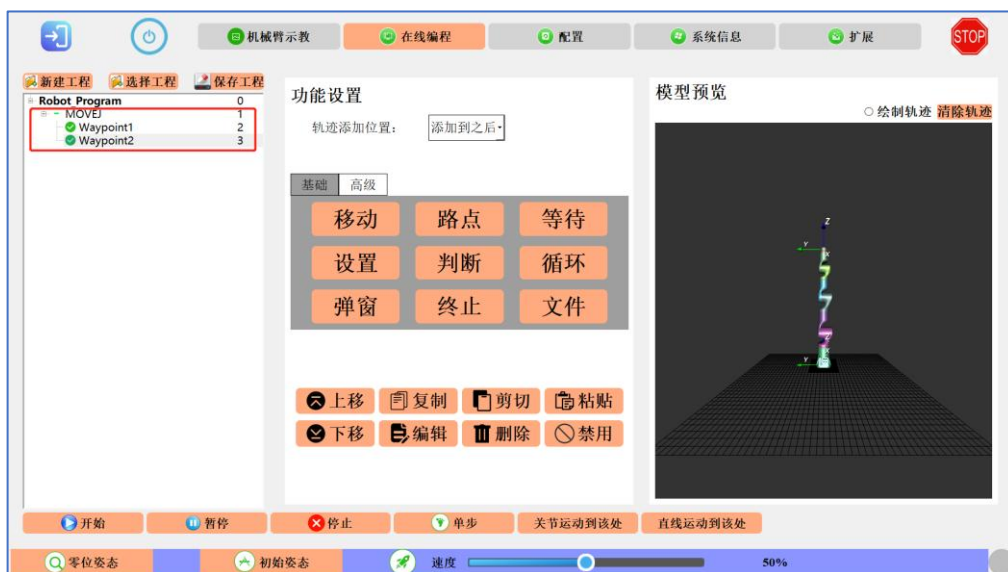 机械臂示教 在线编程 配置 系统信息 扩展 STOP
新建工程 选择工程 保存工程
Robot_Program 0
MOVEJ 1
Waypoint1 2
Waypoint2 3
功能设置
轨迹添加位置： 添加到之后
基础 高级
移动 路点 等待
设置 判断 循环
弹窗 终止 文件
上移 复制 剪切 粘贴
下移 编辑 删除 禁用
模型预览
绘制轨迹 清除轨迹
Z
Y
Y
开始 暂停 停止 单步 关节运动到该处 直线运动到该处
零位姿态 初始姿态 速度 50%